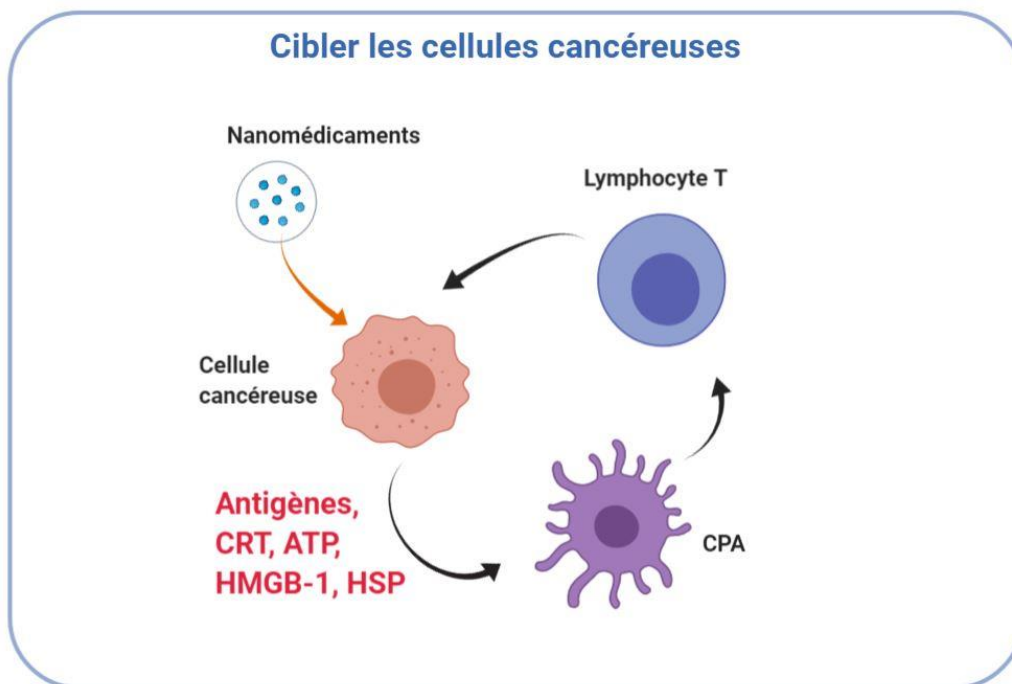 Cibler les cellules cancéreuses
Nanomédicaments
Lymphocyte T
Cellule
cancéreuse
Antigènes,
CRT, ATP,
HMGB-1, HSP
CPA